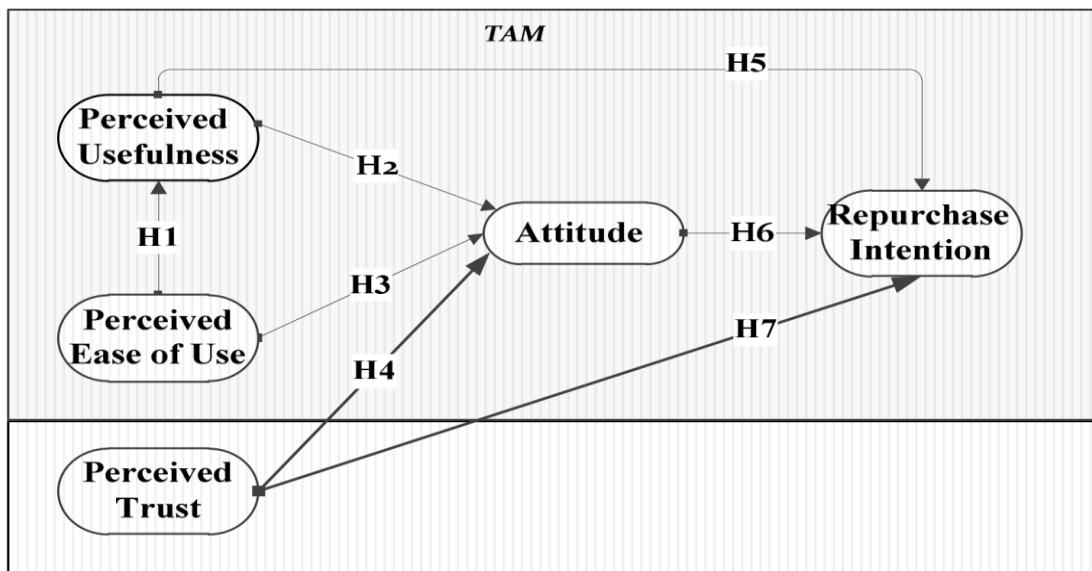 TAM
H5
Perceived
Usefulness
H2
H1
Attitude
H6
Repurchase
Intention
H3
Perceived
Ease of Use
H4
H7
Perceived
Trust